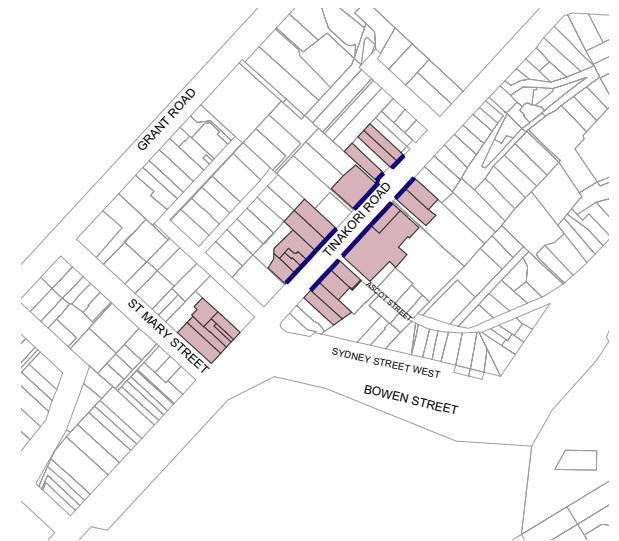 GRANT ROAD
TINAKORI ROAD
ASCOT STREET
ST MARY STREET
SYDNEY STREET WEST
BOWEN STREET